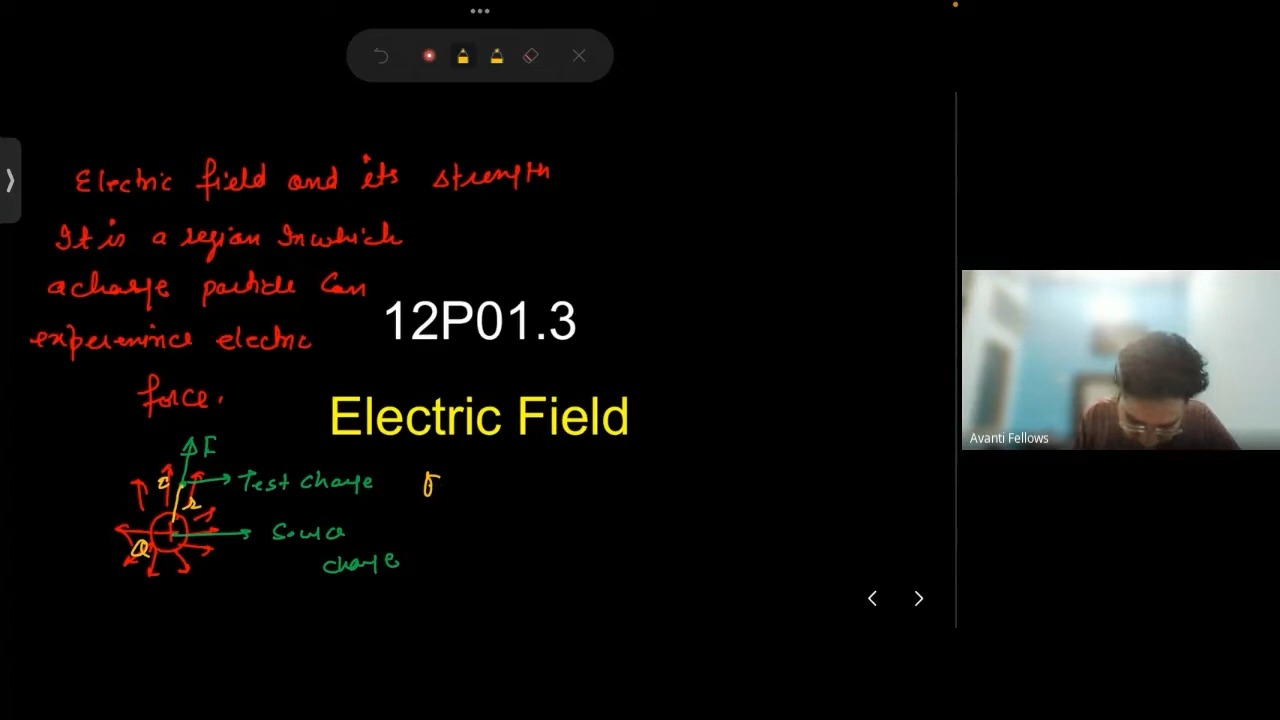 Electric field and its strength
It is a region In which
a charge particle can
experience electric
force.
12P01.3
Electric Field
F
Test charge
r
Q
Source
charge
Avanti Fellows